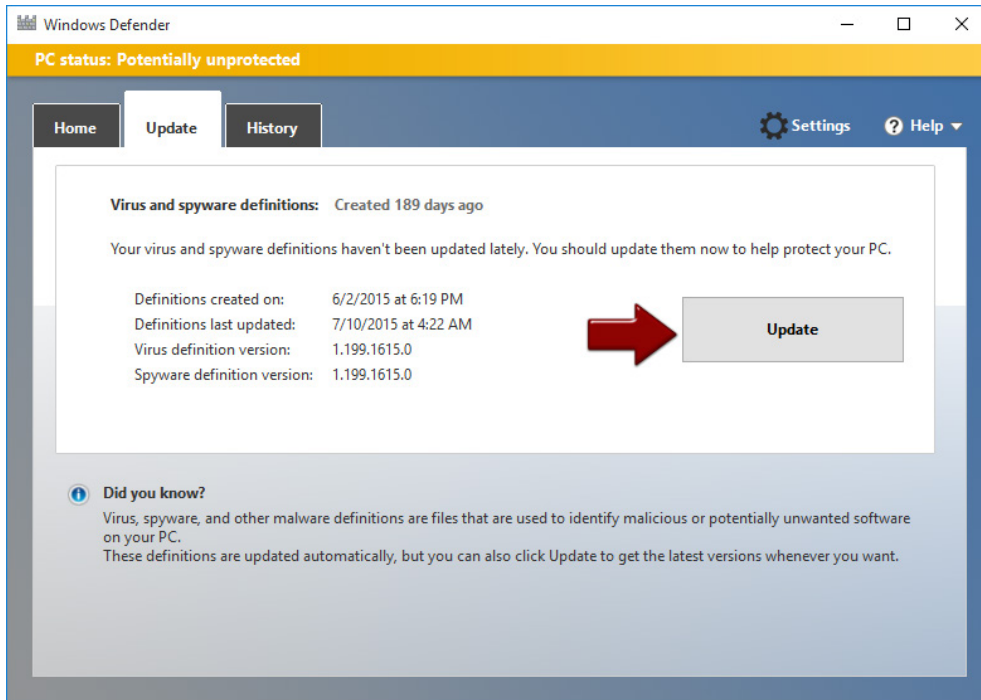 Windows Defender
PC status: Potentially unprotected
Home
Update
History
Settings
Help
Virus and spyware definitions: Created 189 days ago
Your virus and spyware definitions haven't been updated lately. You should update them now to help protect your PC.
Definitions created on: 6/2/2015 at 6:19 PM
Definitions last updated: 7/10/2015 at 4:22 AM
Virus definition version: 1.199.1615.0
Spyware definition version: 1.199.1615.0
Update
Did you know?
Virus, spyware, and other malware definitions are files that are used to identify malicious or potentially unwanted software
on your PC.
These definitions are updated automatically, but you can also click Update to get the latest versions whenever you want.